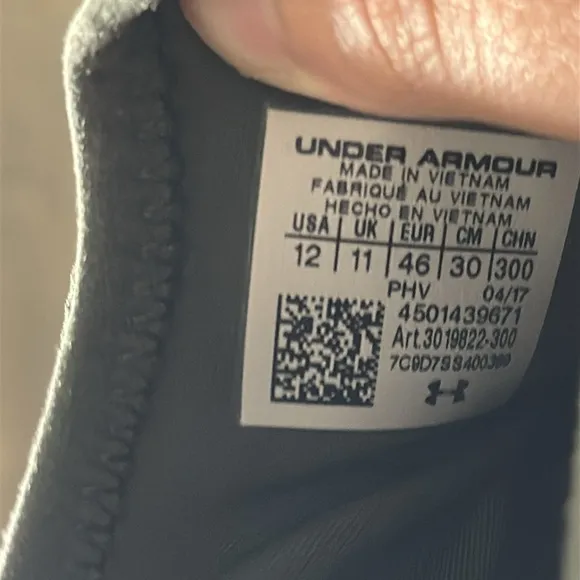 UNDER ARMOUR
MADE IN VIETNAM
FABRIQUÉ AU VIETNAM
HECHO EN VIETNAM
USA | UK | EUR | CM | CHN
12 | 11 | 46 | 30 | 300
PHV 04/17
4501439671
Art.3019822-300